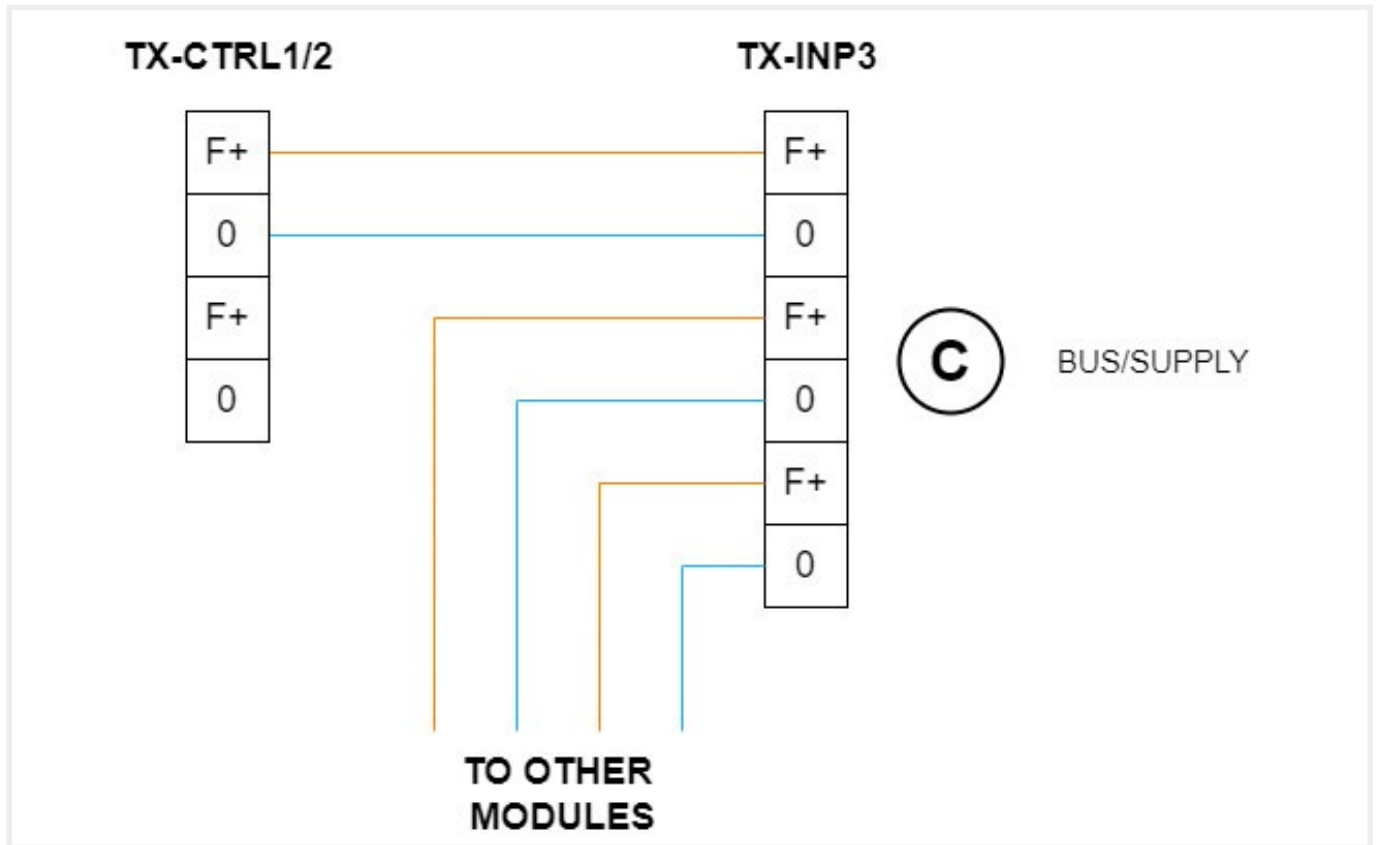 TX-CTRL1/2
F+
0
F+
0
TX-INP3
F+
0
F+
0
F+
0
C
BUS/SUPPLY
TO OTHER
MODULES